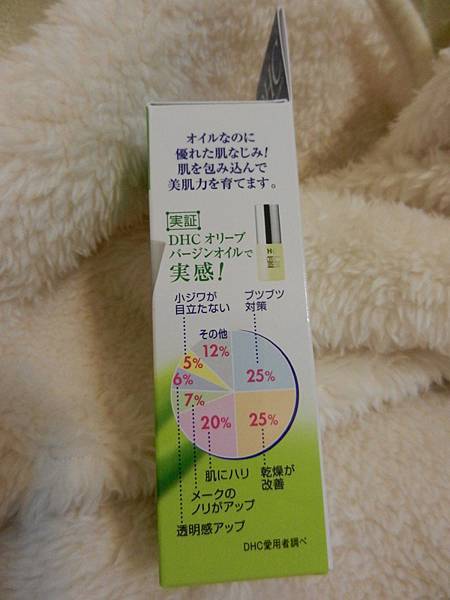 オイルなのに
優れた肌なじみ!
肌を包み込んで
美肌力を育てます。
実証
DHC オリーブ
バージンオイルで
実感!
小ジワが
目立たない
ブツブツ
対策
その他
12%
5%
6%
7%
20%
25%
25%
肌にハリ
乾燥が
改善
メークの
ノリがアップ
透明感アップ
DHC愛用者調べ